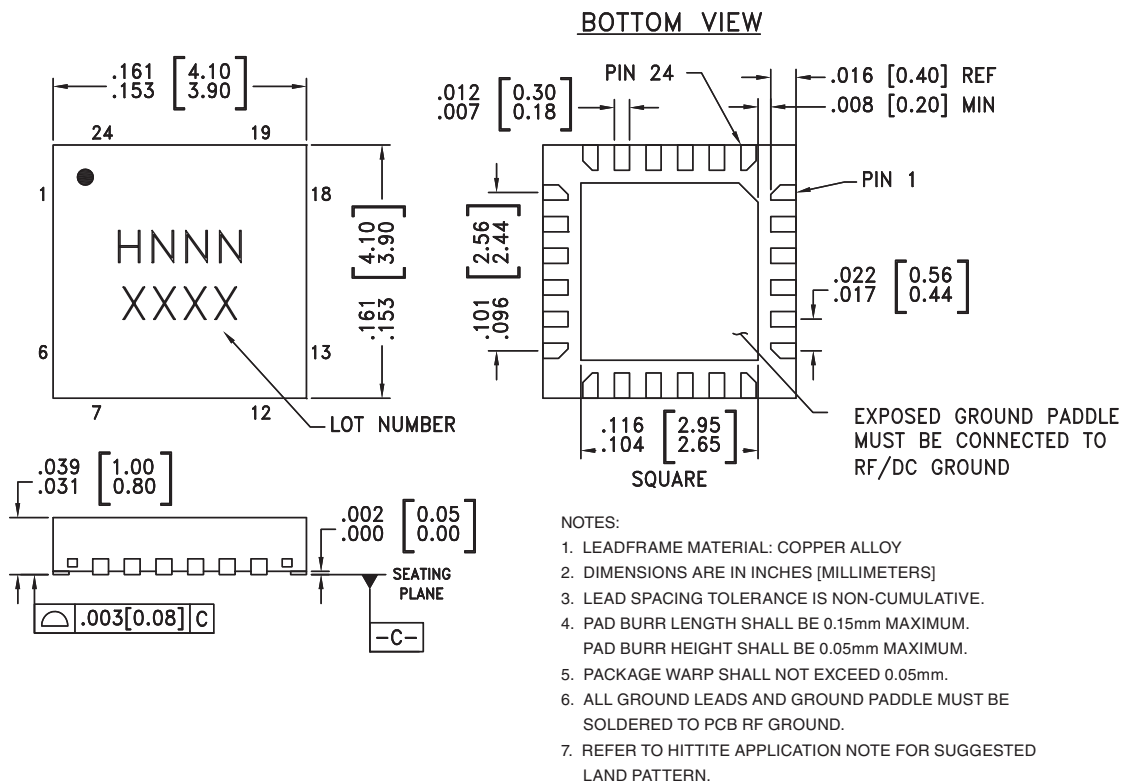 BOTTOM VIEW
.161 [4.10]
.153 [3.90]
24
19
1
18
HNNN
XXXX
6
13
7
12
LOT NUMBER
[4.10]
[3.90]
.161
.153
.012 [0.30]
.007 [0.18]
PIN 24
.016 [0.40] REF
.008 [0.20] MIN
PIN 1
[2.56]
[2.44]
.101
.096
.022 [0.56]
.017 [0.44]
.116 [2.95]
.104 [2.65]
SQUARE
EXPOSED GROUND PADDLE
MUST BE CONNECTED TO
RF/DC GROUND
.039 [1.00]
.031 [0.80]
.002 [0.05]
.000 [0.00]
SEATING
PLANE
.003[0.08] C
-C-
NOTES:
1. LEADFRAME MATERIAL: COPPER ALLOY
2. DIMENSIONS ARE IN INCHES [MILLIMETERS]
3. LEAD SPACING TOLERANCE IS NON-CUMULATIVE.
4. PAD BURR LENGTH SHALL BE 0.15mm MAXIMUM.
PAD BURR HEIGHT SHALL BE 0.05mm MAXIMUM.
5. PACKAGE WARP SHALL NOT EXCEED 0.05mm.
6. ALL GROUND LEADS AND GROUND PADDLE MUST BE
SOLDERED TO PCB RF GROUND.
7. REFER TO HITTITE APPLICATION NOTE FOR SUGGESTED
LAND PATTERN.